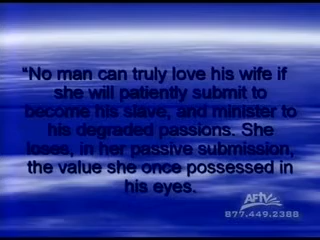 “No man can truly love his wife if
she will patiently submit to
become his slave, and minister to
his degraded passions. She
loses, in her passive submission,
the value she once possessed in
his eyes.
AFTV
877.449.2388